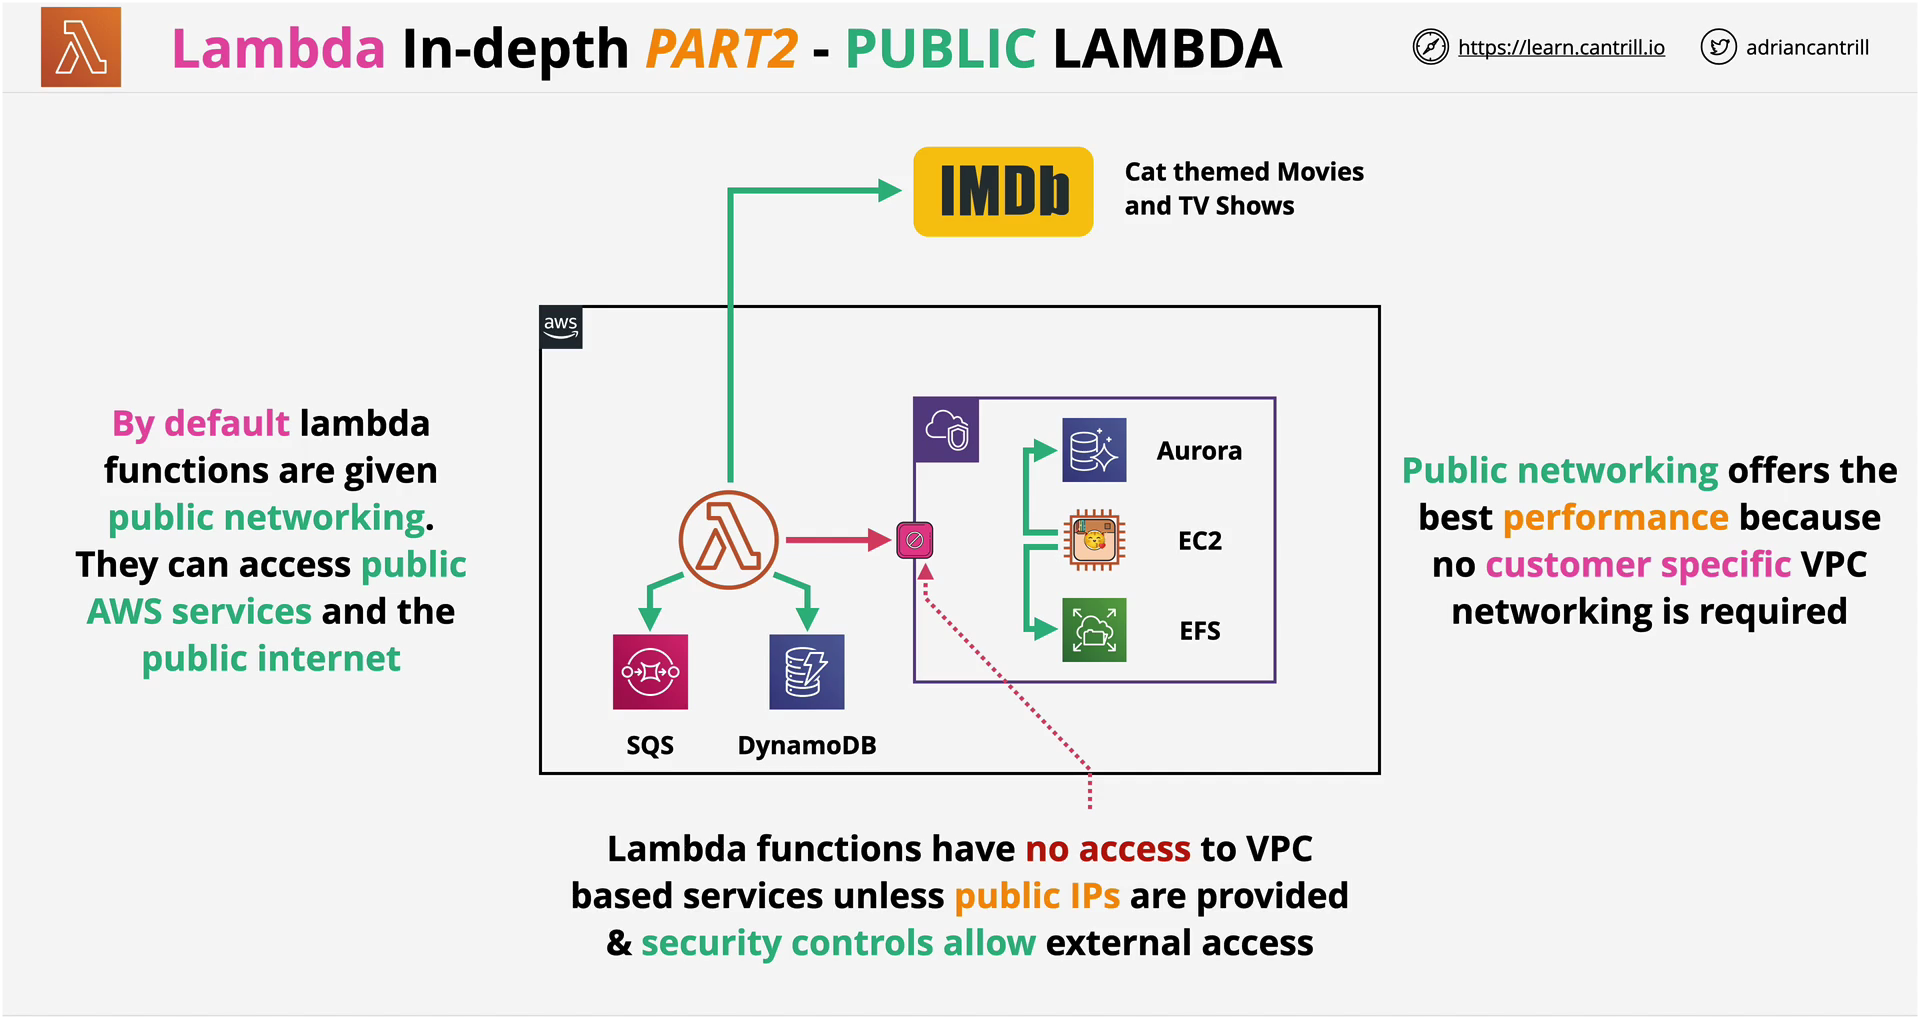 Lambda In-depth PART2 - PUBLIC LAMBDA
https://learn.cantrill.io
adriancantrill
IMDb
Cat themed Movies
and TV Shows
aws
By default lambda
functions are given
public networking.
They can access public
AWS services and the
public internet
Aurora
EC2
EFS
SQS
DynamoDB
Public networking offers the
best performance because
no customer specific VPC
networking is required
Lambda functions have no access to VPC
based services unless public IPs are provided
& security controls allow external access